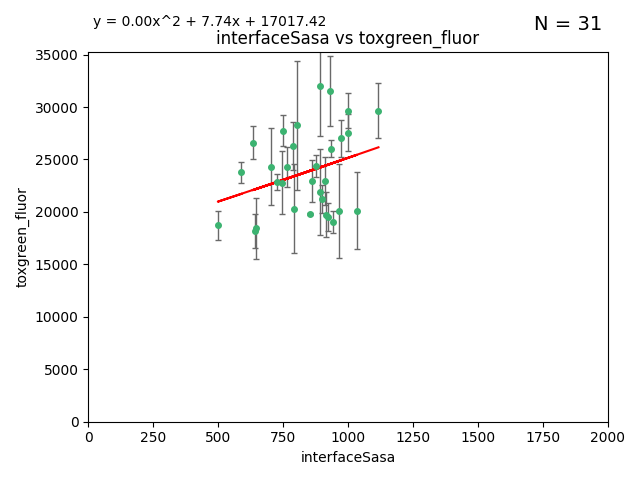 y = 0.00x^2 + 7.74x + 17017.42
N = 31
interfaceSasa vs toxgreen_fluor
35000
30000
25000
20000
15000
10000
5000
0
toxgreen_fluor
0 250 500 750 1000 1250 1500 1750 2000
interfaceSasa